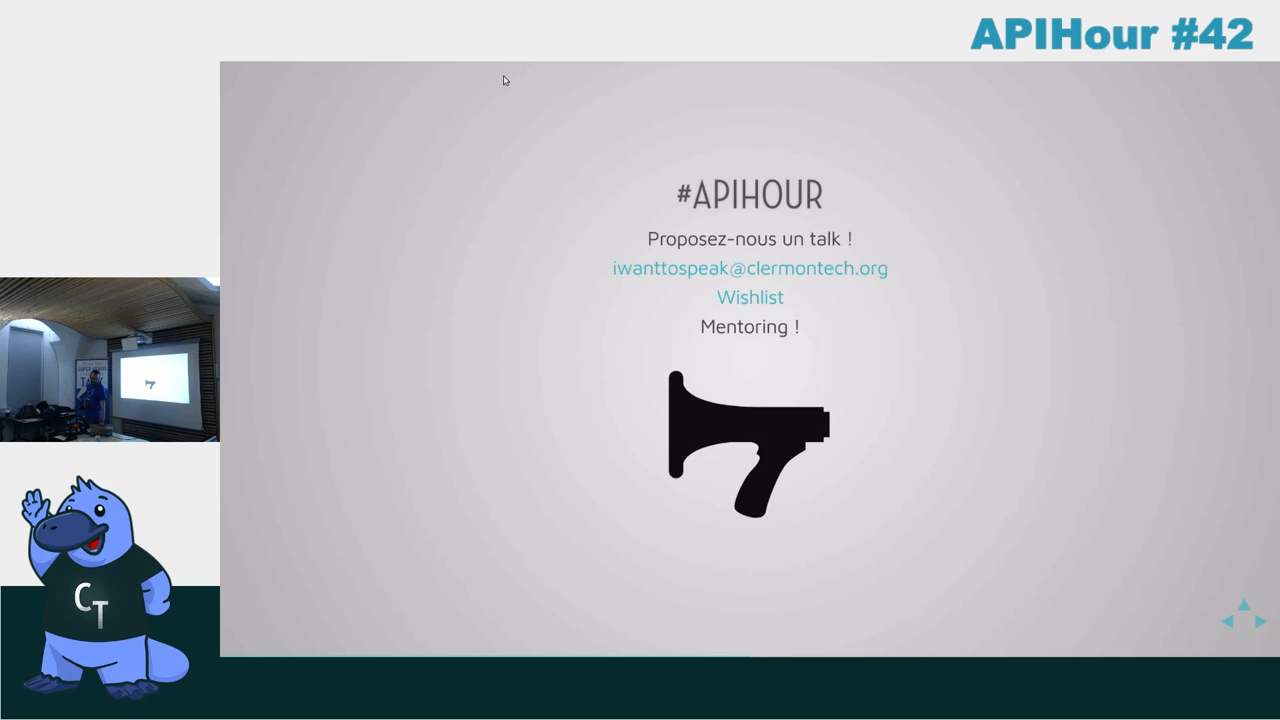 APIHour #42
#APIHOUR
Proposez-nous un talk !
iwanttospeak@clermontech.org
Wishlist
Mentoring !
CT